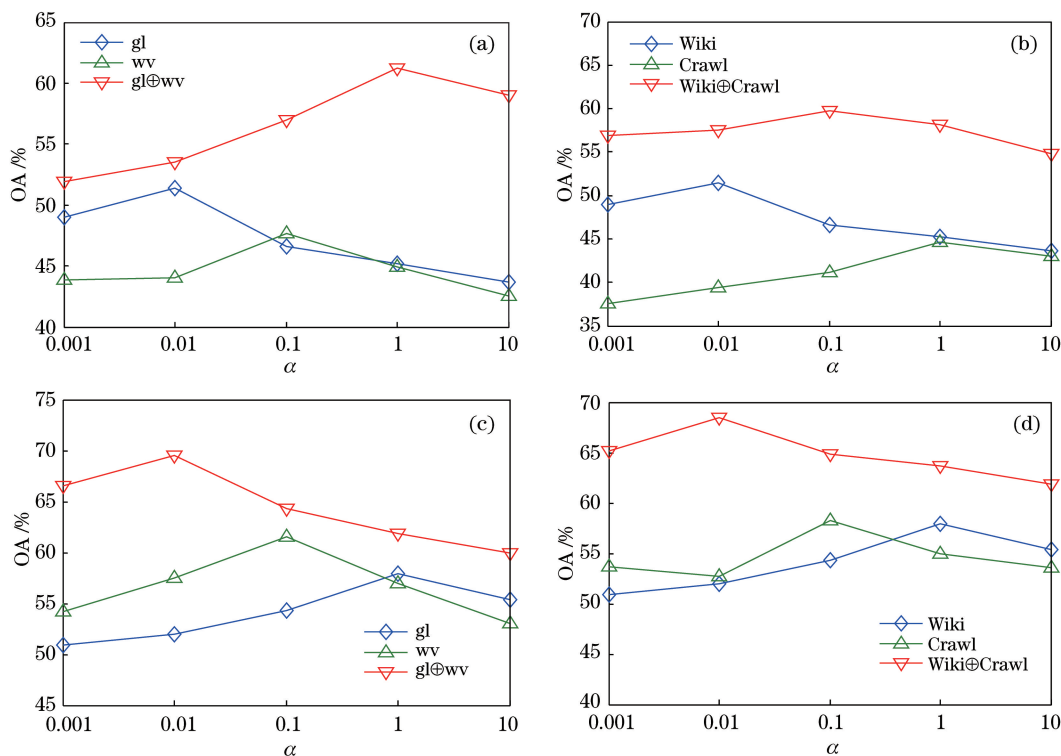 65
60
55
50
45
40
OA /%
gl
wv
gl⊕wv
(a)
0.001 0.01 0.1 1 10
α
70
65
60
55
50
45
40
35
OA /%
Wiki
Crawl
Wiki⊕Crawl
(b)
0.001 0.01 0.1 1 10
α
75
70
65
60
55
50
45
OA /%
(c)
gl
wv
gl⊕wv
0.001 0.01 0.1 1 10
α
70
65
60
55
50
45
40
OA /%
(d)
Wiki
Crawl
Wiki⊕Crawl
0.001 0.01 0.1 1 10
α